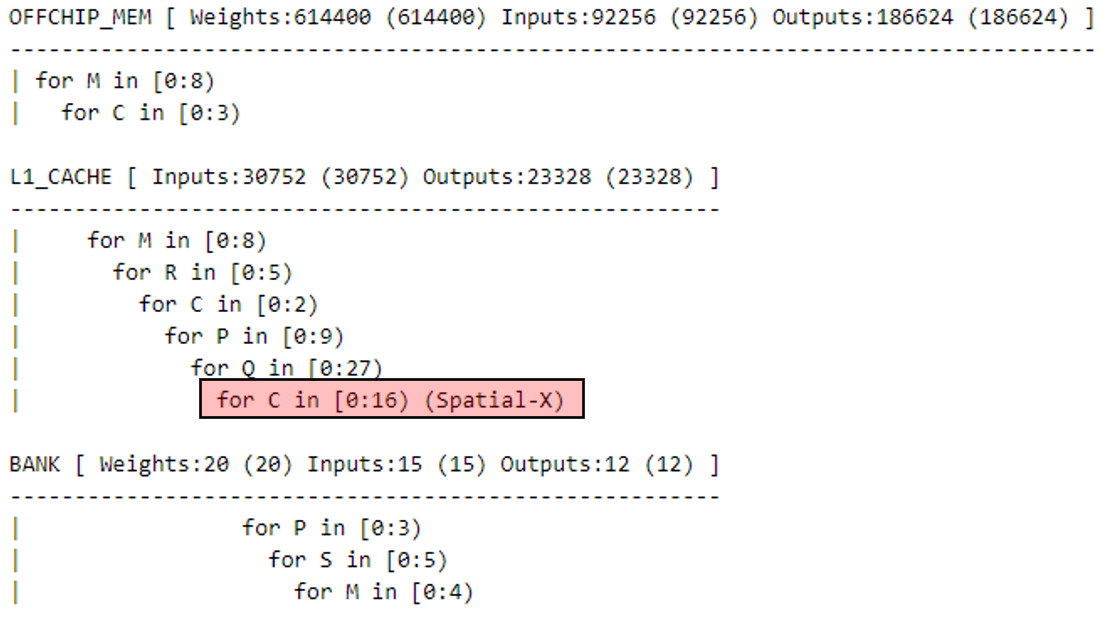 OFFCHIP_MEM [ Weights:614400 (614400) Inputs:92256 (92256) Outputs:186624 (186624) ]
-------------------------------------------------------------------------------------
| for M in [0:8)
|   for C in [0:3)
L1_CACHE [ Inputs:30752 (30752) Outputs:23328 (23328) ]
--------------------------------------------------------
|     for M in [0:8)
|       for R in [0:5)
|         for C in [0:2)
|           for P in [0:9)
|             for Q in [0:27)
|               for C in [0:16) (Spatial-X)
BANK [ Weights:20 (20) Inputs:15 (15) Outputs:12 (12) ]
--------------------------------------------------------
|                 for P in [0:3)
|                   for S in [0:5)
|                     for M in [0:4)